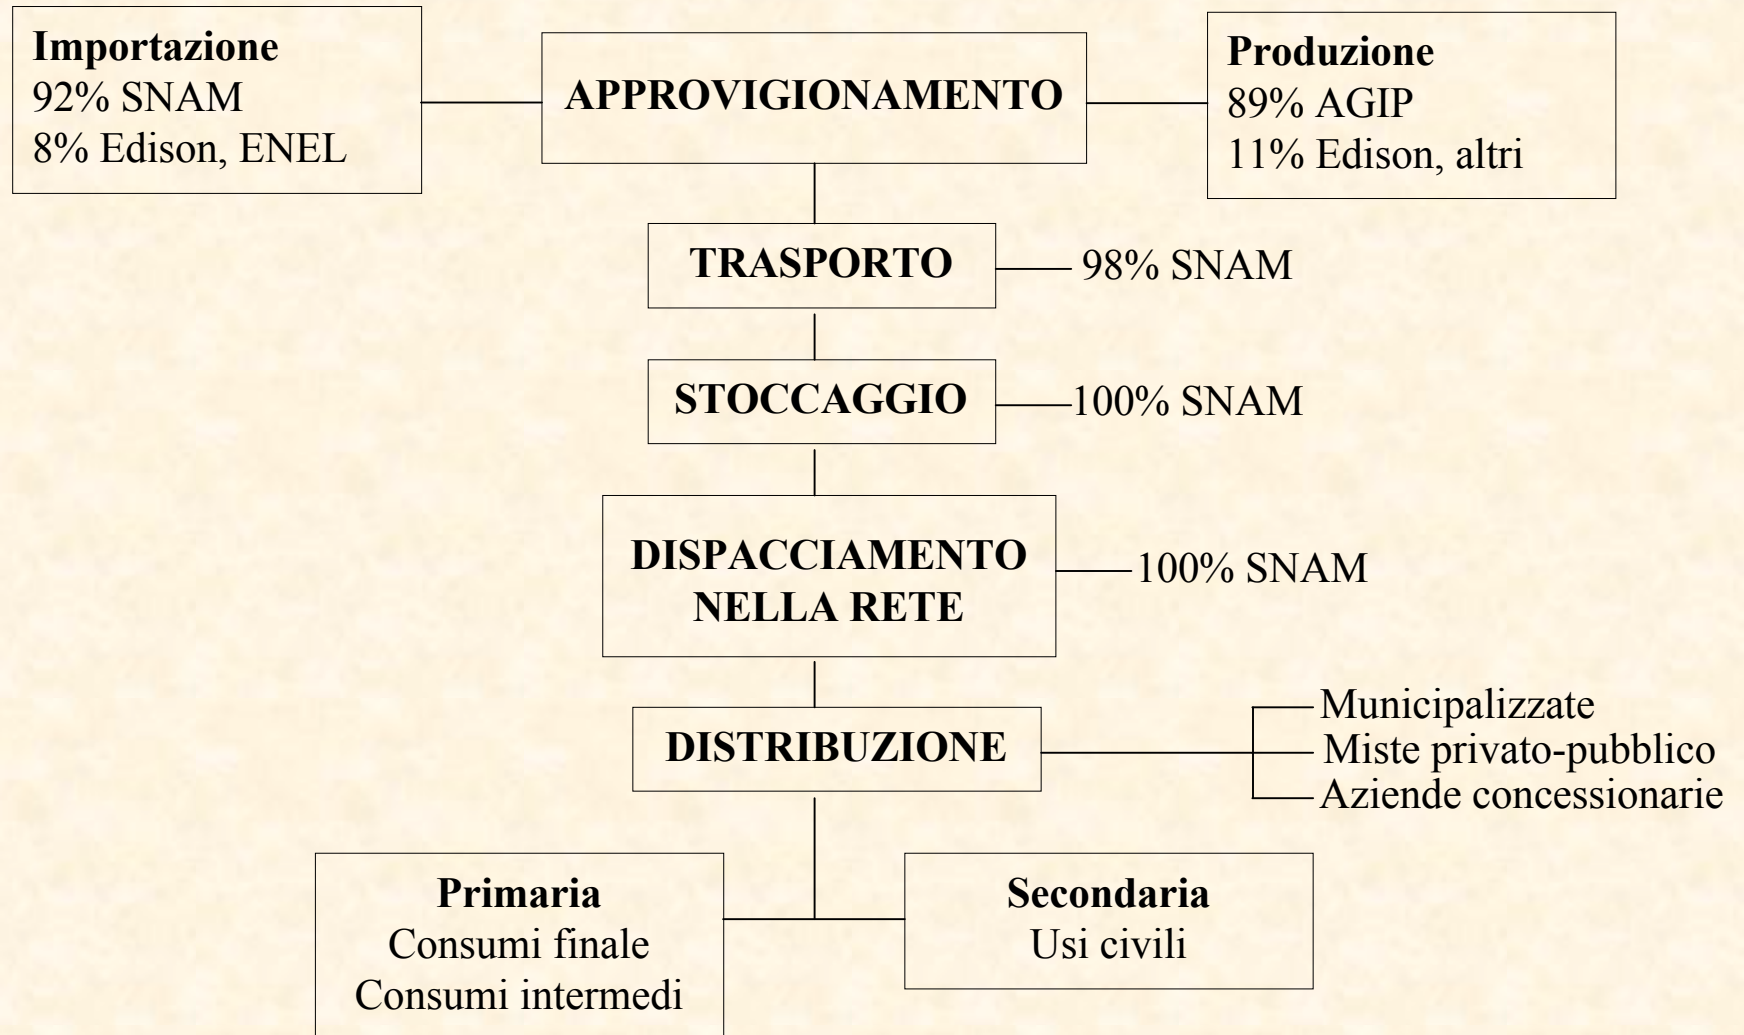 Importazione
92% SNAM
8% Edison, ENEL
APPROVIGIONAMENTO
Produzione
89% AGIP
11% Edison, altri
TRASPORTO
98% SNAM
STOCCAGGIO
100% SNAM
DISPACCIAMENTO
NELLA RETE
100% SNAM
DISTRIBUZIONE
Municipalizzate
Miste privato-pubblico
Aziende concessionarie
Primaria
Consumi finale
Consumi intermedi
Secondaria
Usi civili